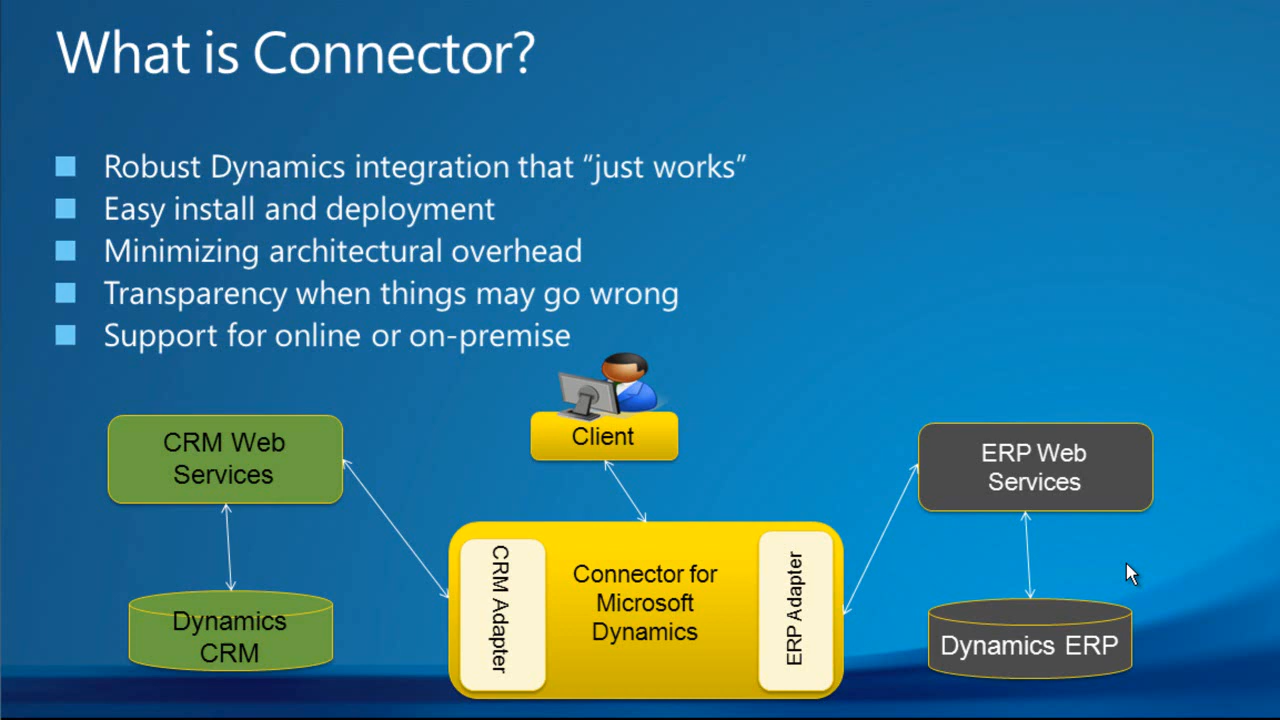 What is Connector?
Robust Dynamics integration that “just works”
Easy install and deployment
Minimizing architectural overhead
Transparency when things may go wrong
Support for online or on-premise
Client
CRM Web
Services
ERP Web
Services
CRM Adapter
Connector for
Microsoft
Dynamics
ERP Adapter
Dynamics
CRM
Dynamics ERP